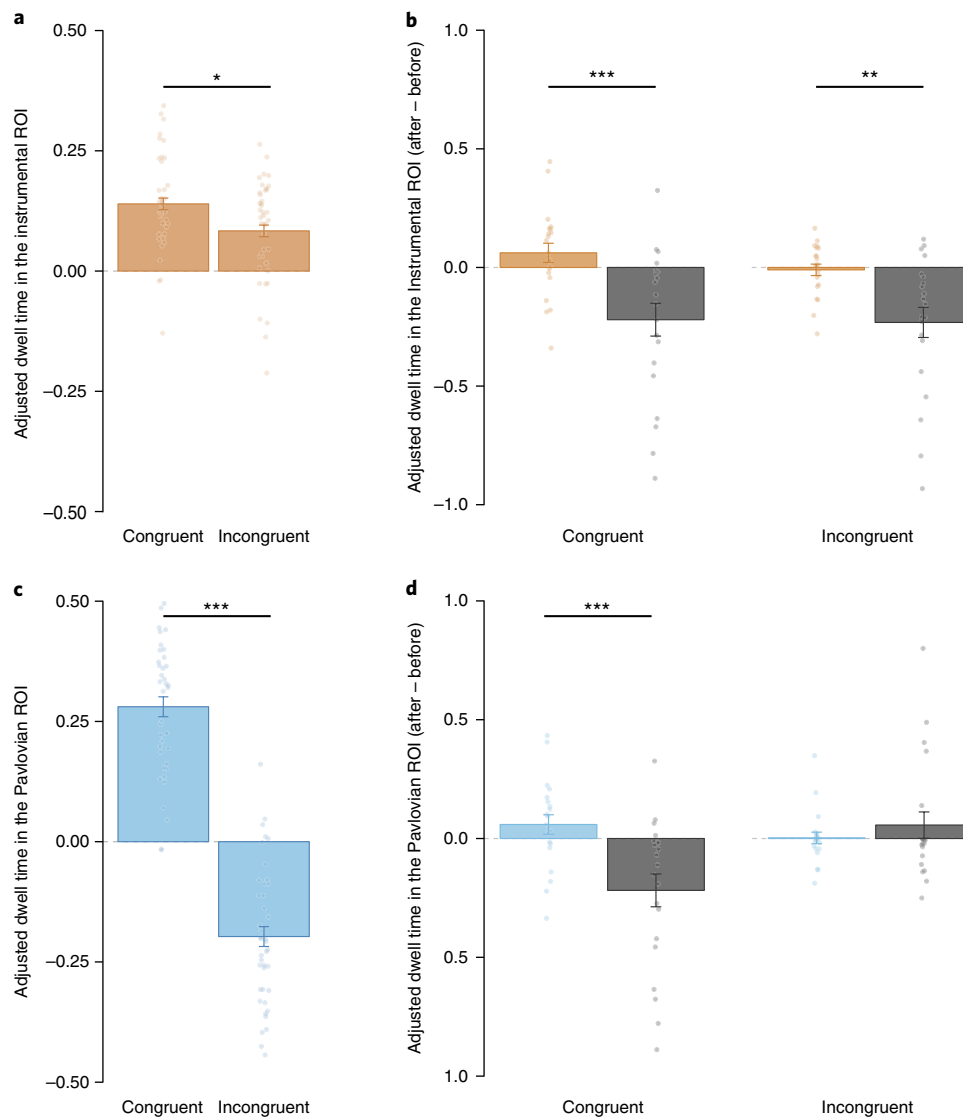 a
0.50
0.25
0.00
−0.25
−0.50
Adjusted dwell time in the instrumental ROI
*
Congruent
Incongruent
b
1.0
0.5
0.0
−0.5
−1.0
Adjusted dwell time in the Instrumental ROI (after – before)
***
**
Congruent
Incongruent
c
0.50
0.25
0.00
−0.25
−0.50
Adjusted dwell time in the Pavlovian ROI
***
Congruent
Incongruent
d
1.0
0.5
0.0
0.5
1.0
Adjusted dwell time in the Pavlovian ROI (after – before)
***
Congruent
Incongruent